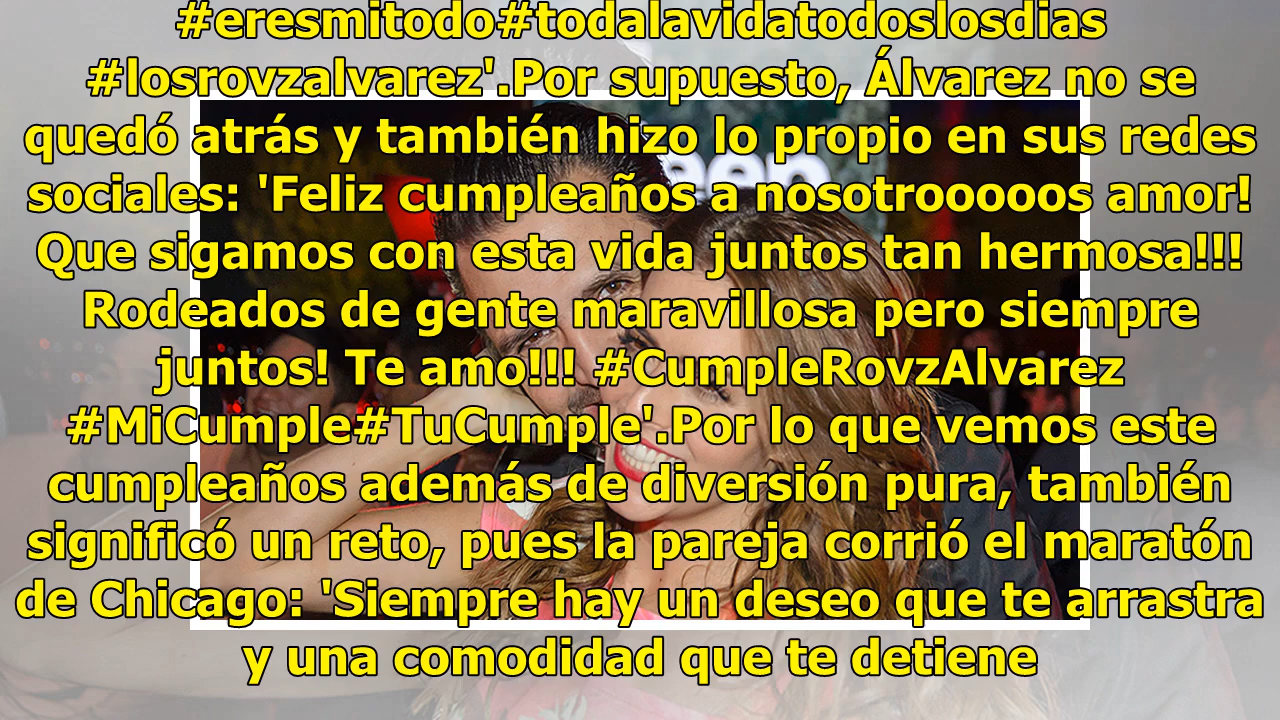 #eresmitodo#todalavidatodoslosdias
#losrovzalvarez'.Por supuesto, Álvarez no se
quedó atrás y también hizo lo propio en sus redes
sociales: 'Feliz cumpleaños a nosotrooooos amor!
Que sigamos con esta vida juntos tan hermosa!!!
Rodeados de gente maravillosa pero siempre
juntos! Te amo!!! #CumpleRovzAlvarez
#MiCumple#TuCumple'.Por lo que vemos este
cumpleaños además de diversión pura, también
significó un reto, pues la pareja corrió el maratón
de Chicago: 'Siempre hay un deseo que te arrastra
y una comodidad que te detiene